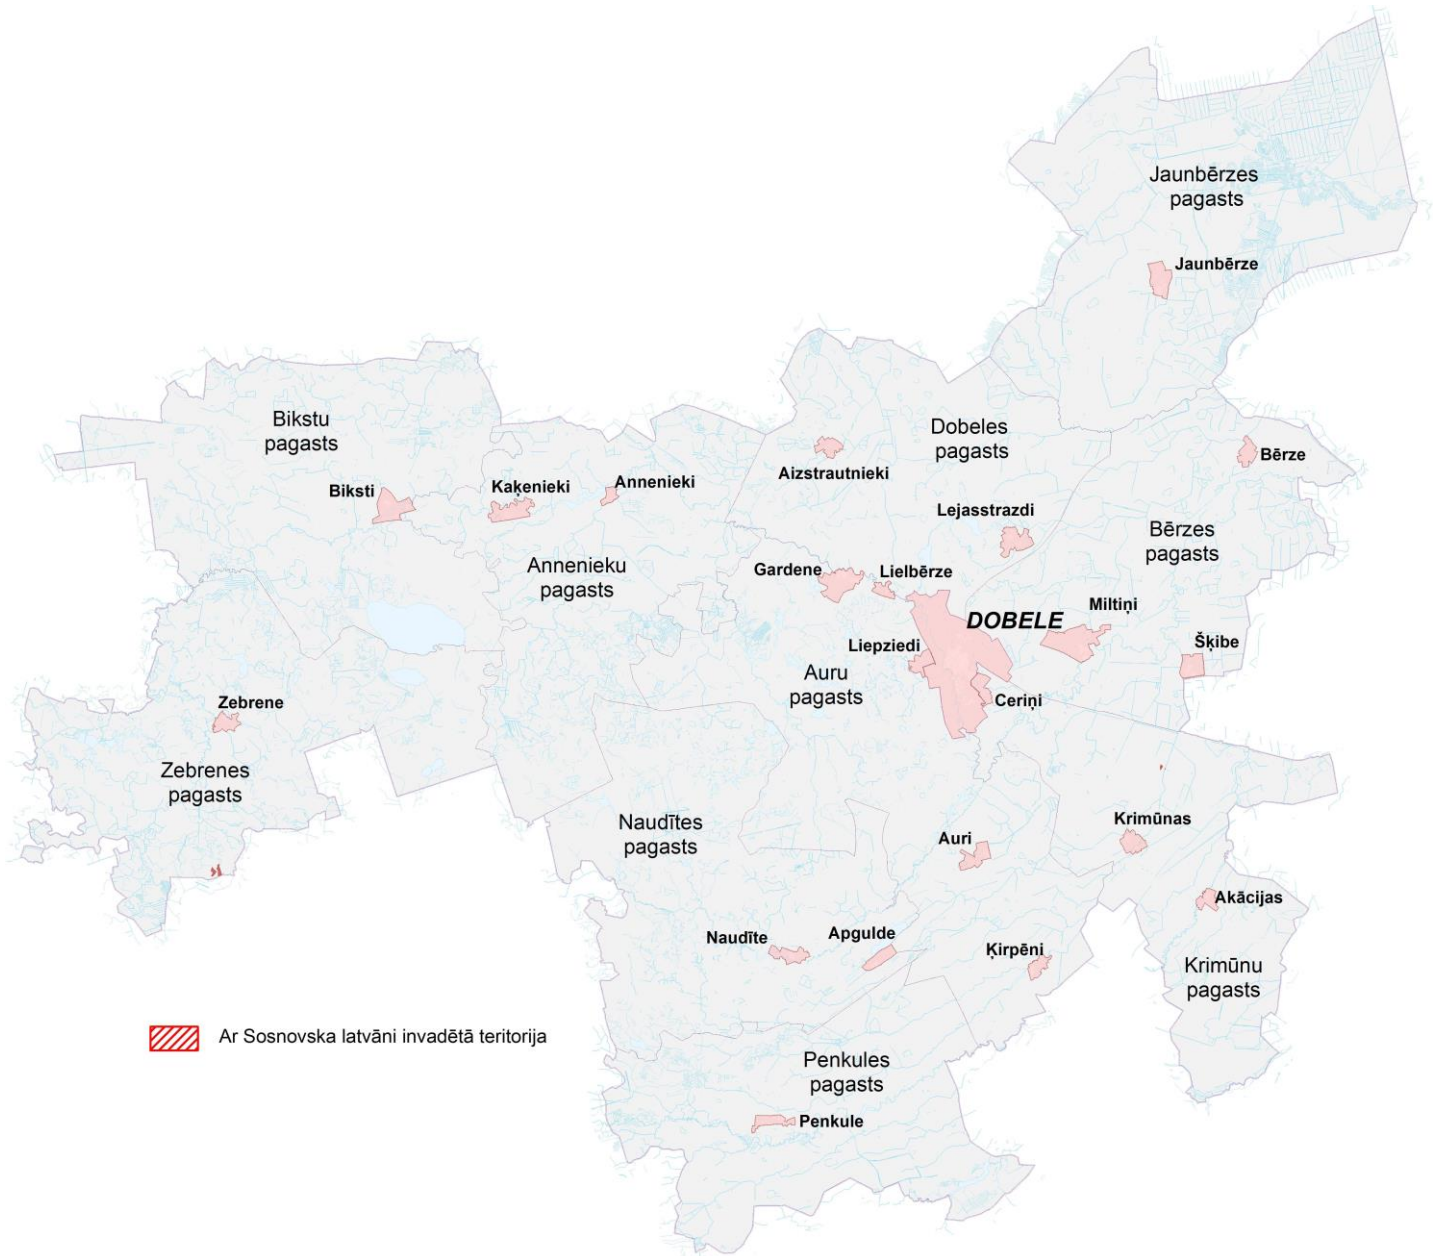 Jaunbērzes
pagasts
Jaunbērze
Bikstu
pagasts
Dobeles
pagasts
Bērze
Aizstrautnieki
Biksti
Kaķenieki
Annenieki
Lejasstrazdi
Bērzes
pagasts
Annenieku
pagasts
Gardene
Lielbērze
DOBELE
Miltiņi
Liepziedi
Šķibe
Auru
pagasts
Ceriņi
Zebrene
Zebrenes
pagasts
Naudītes
pagasts
Auri
Krimūnas
Akācijas
Naudīte
Apgulde
Ķirpēni
Krimūnu
pagasts
Ar Sosnovska latvāni invadētā teritorija
Penkules
pagasts
Penkule